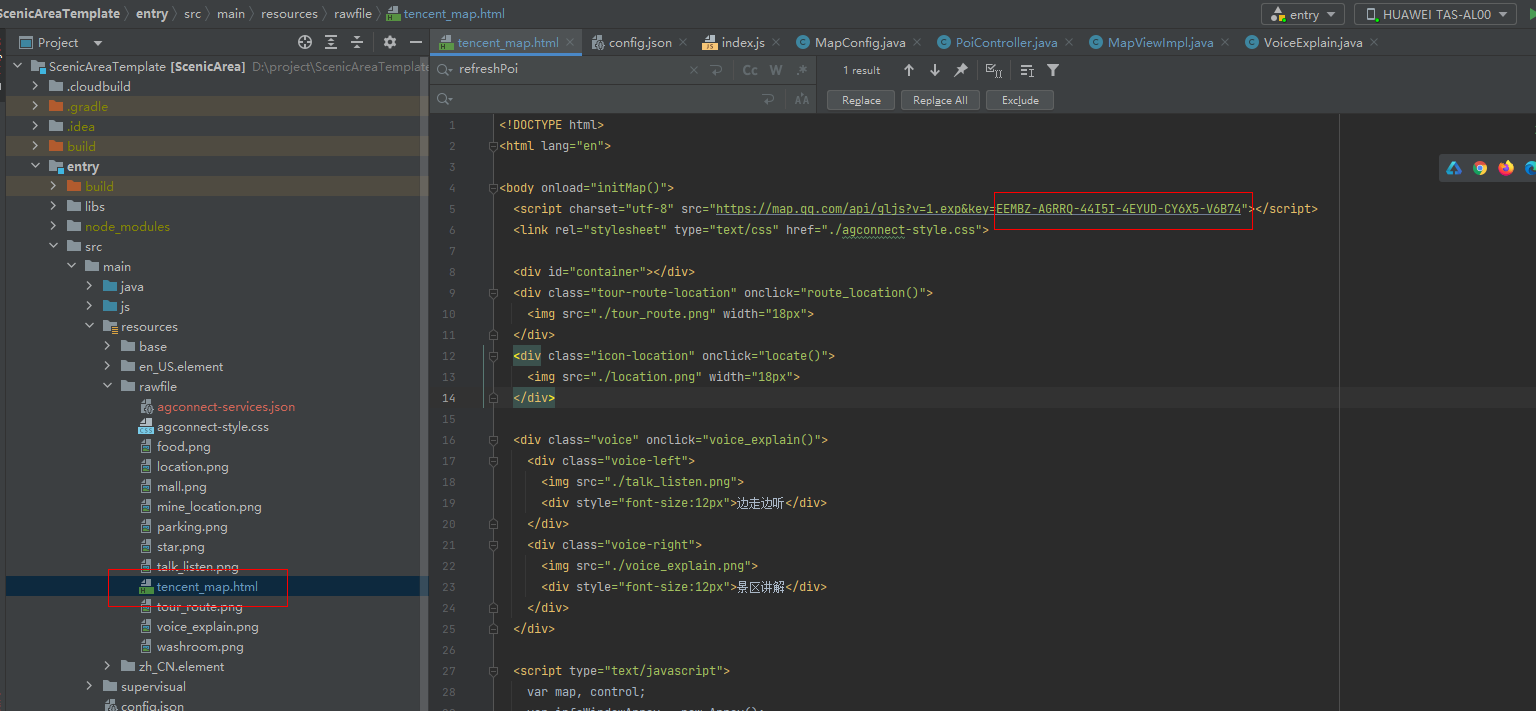 ScenicAreaTemplate entry src main resources rawfile tencent_map.html entry HUAWEI TAS-AL00
Project
tencent_map.html config.json index.js MapConfig.java PoiController.java MapViewImpl.java VoiceExplain.java
refreshPoi Cc W .* 1 result
Replace Replace All Exclude
ScenicAreaTemplate [ScenicArea] D:\project\ScenicAreaTemplate
.cloudbuild
.gradle
.idea
build
entry
build
libs
node_modules
src
main
java
js
resources
base
en_US.element
rawfile
agconnect-services.json
agconnect-style.css
food.png
location.png
mall.png
mine_location.png
parking.png
star.png
talk_listen.png
tencent_map.html
tour_route.png
voice_explain.png
washroom.png
zh_CN.element
supervisual
config.json
1 <!DOCTYPE html>
2 <html lang="en">
3
4 <body onload="initMap()">
5 <script charset="utf-8" src="https://map.qq.com/api/gljs?v=1.exp&key=EEMBZ-AGRRQ-44I5I-4EYUD-CY6X5-V6B74"></script>
6 <link rel="stylesheet" type="text/css" href="./agconnect-style.css">
7
8 <div id="container"></div>
9 <div class="tour-route-location" onclick="route_location()">
10 <img src="./tour_route.png" width="18px">
11 </div>
12 <div class="icon-location" onclick="locate()">
13 <img src="./location.png" width="18px">
14 </div>
15
16 <div class="voice" onclick="voice_explain()">
17 <div class="voice-left">
18 <img src="./talk_listen.png">
19 <div style="font-size:12px">边走边听</div>
20 </div>
21 <div class="voice-right">
22 <img src="./voice_explain.png">
23 <div style="font-size:12px">景区讲解</div>
24 </div>
25 </div>
26
27 <script type="text/javascript">
28 var map, control;